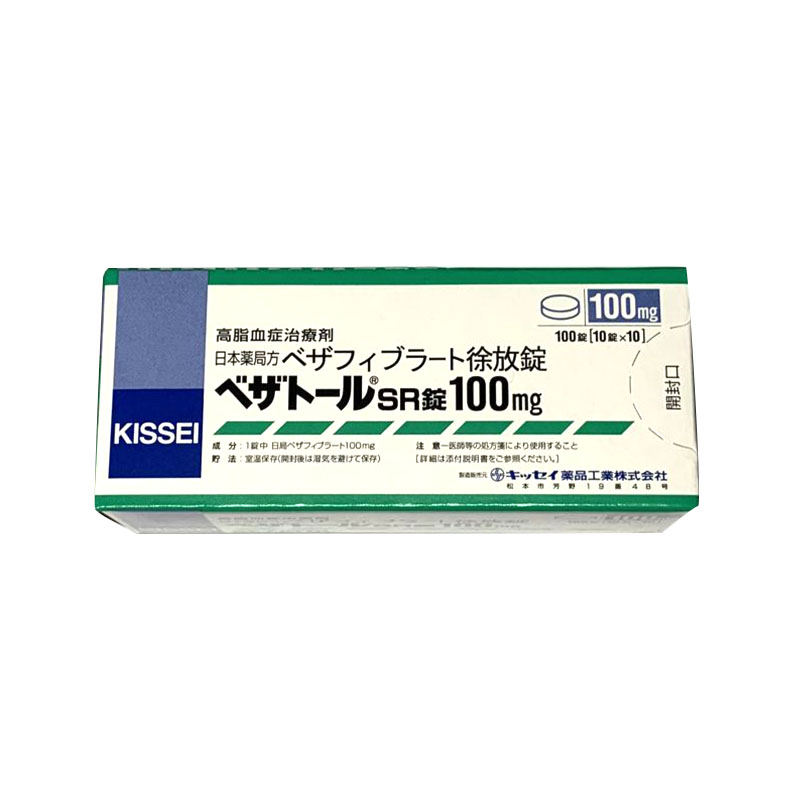 100mg
100錠[10錠×10]
開封口
高脂血症治療剤
日本薬局方 ベザフィブラート徐放錠
ベザトール®SR錠100mg
KISSEI
成 分:1錠中 日局ベザフィブラート100mg
貯 法:室温保存(開封後は湿気を避けて保存)
注 意-医師等の処方箋により使用すること
[詳細は添付説明書をご参照ください。]
製造販売元 キッセイ薬品工業株式会社
松本市芳野19番48号
高脂血症治療剤